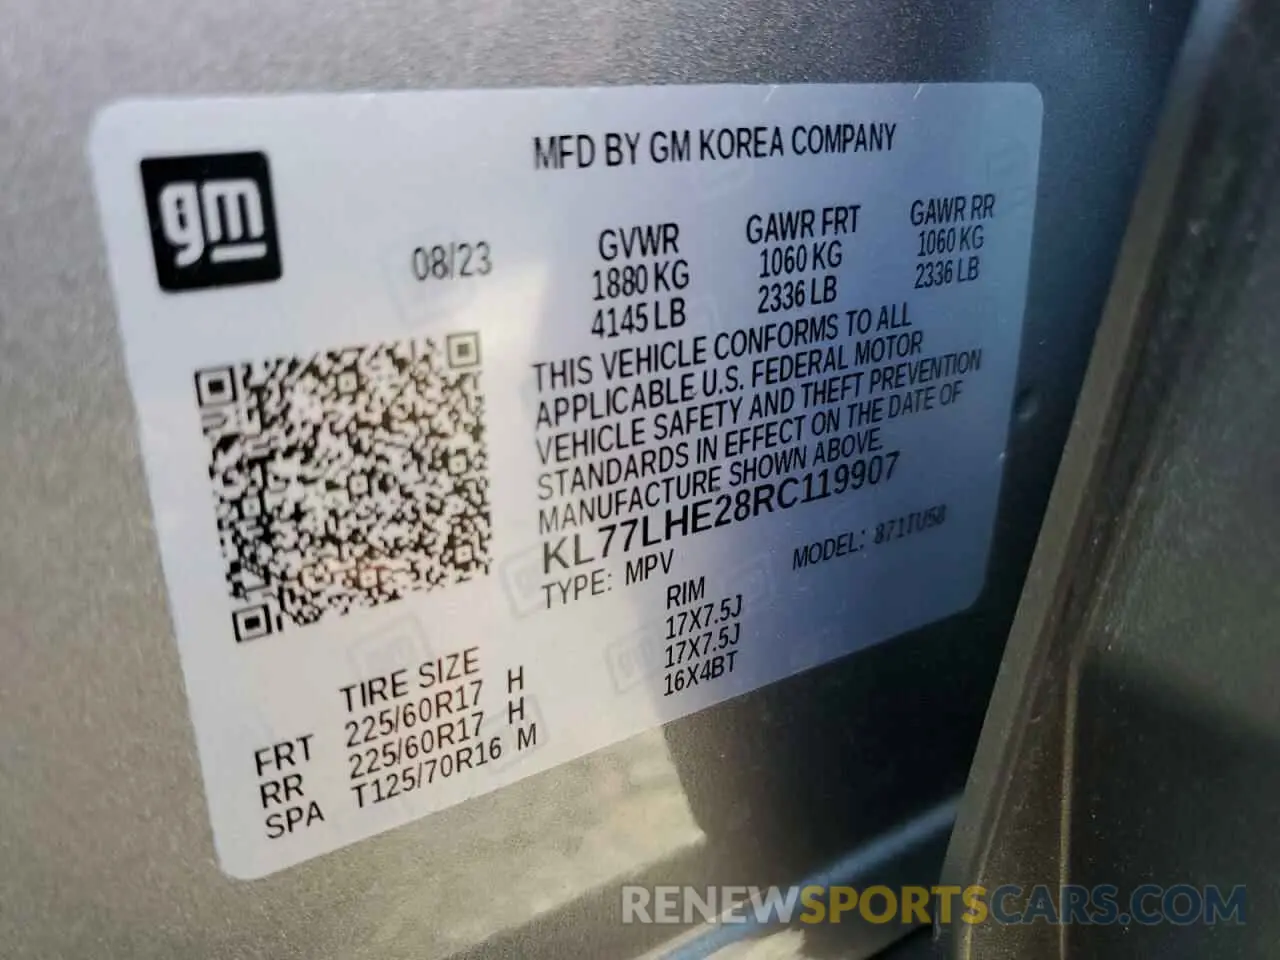 gm
MFD BY GM KOREA COMPANY
08/23
GVWR GAWR FRT GAWR RR
1880 KG 1060 KG 1060 KG
4145 LB 2336 LB 2336 LB
THIS VEHICLE CONFORMS TO ALL
APPLICABLE U.S. FEDERAL MOTOR
VEHICLE SAFETY AND THEFT PREVENTION
STANDARDS IN EFFECT ON THE DATE OF
MANUFACTURE SHOWN ABOVE.
KL77LHE28RC119907
TYPE: MPV MODEL: 871TU58
TIRE SIZE RIM
FRT 225/60R17 H 17X7.5J
RR 225/60R17 H 17X7.5J
SPA T125/70R16 M 16X4BT
RENEWSPORTSCARS.COM